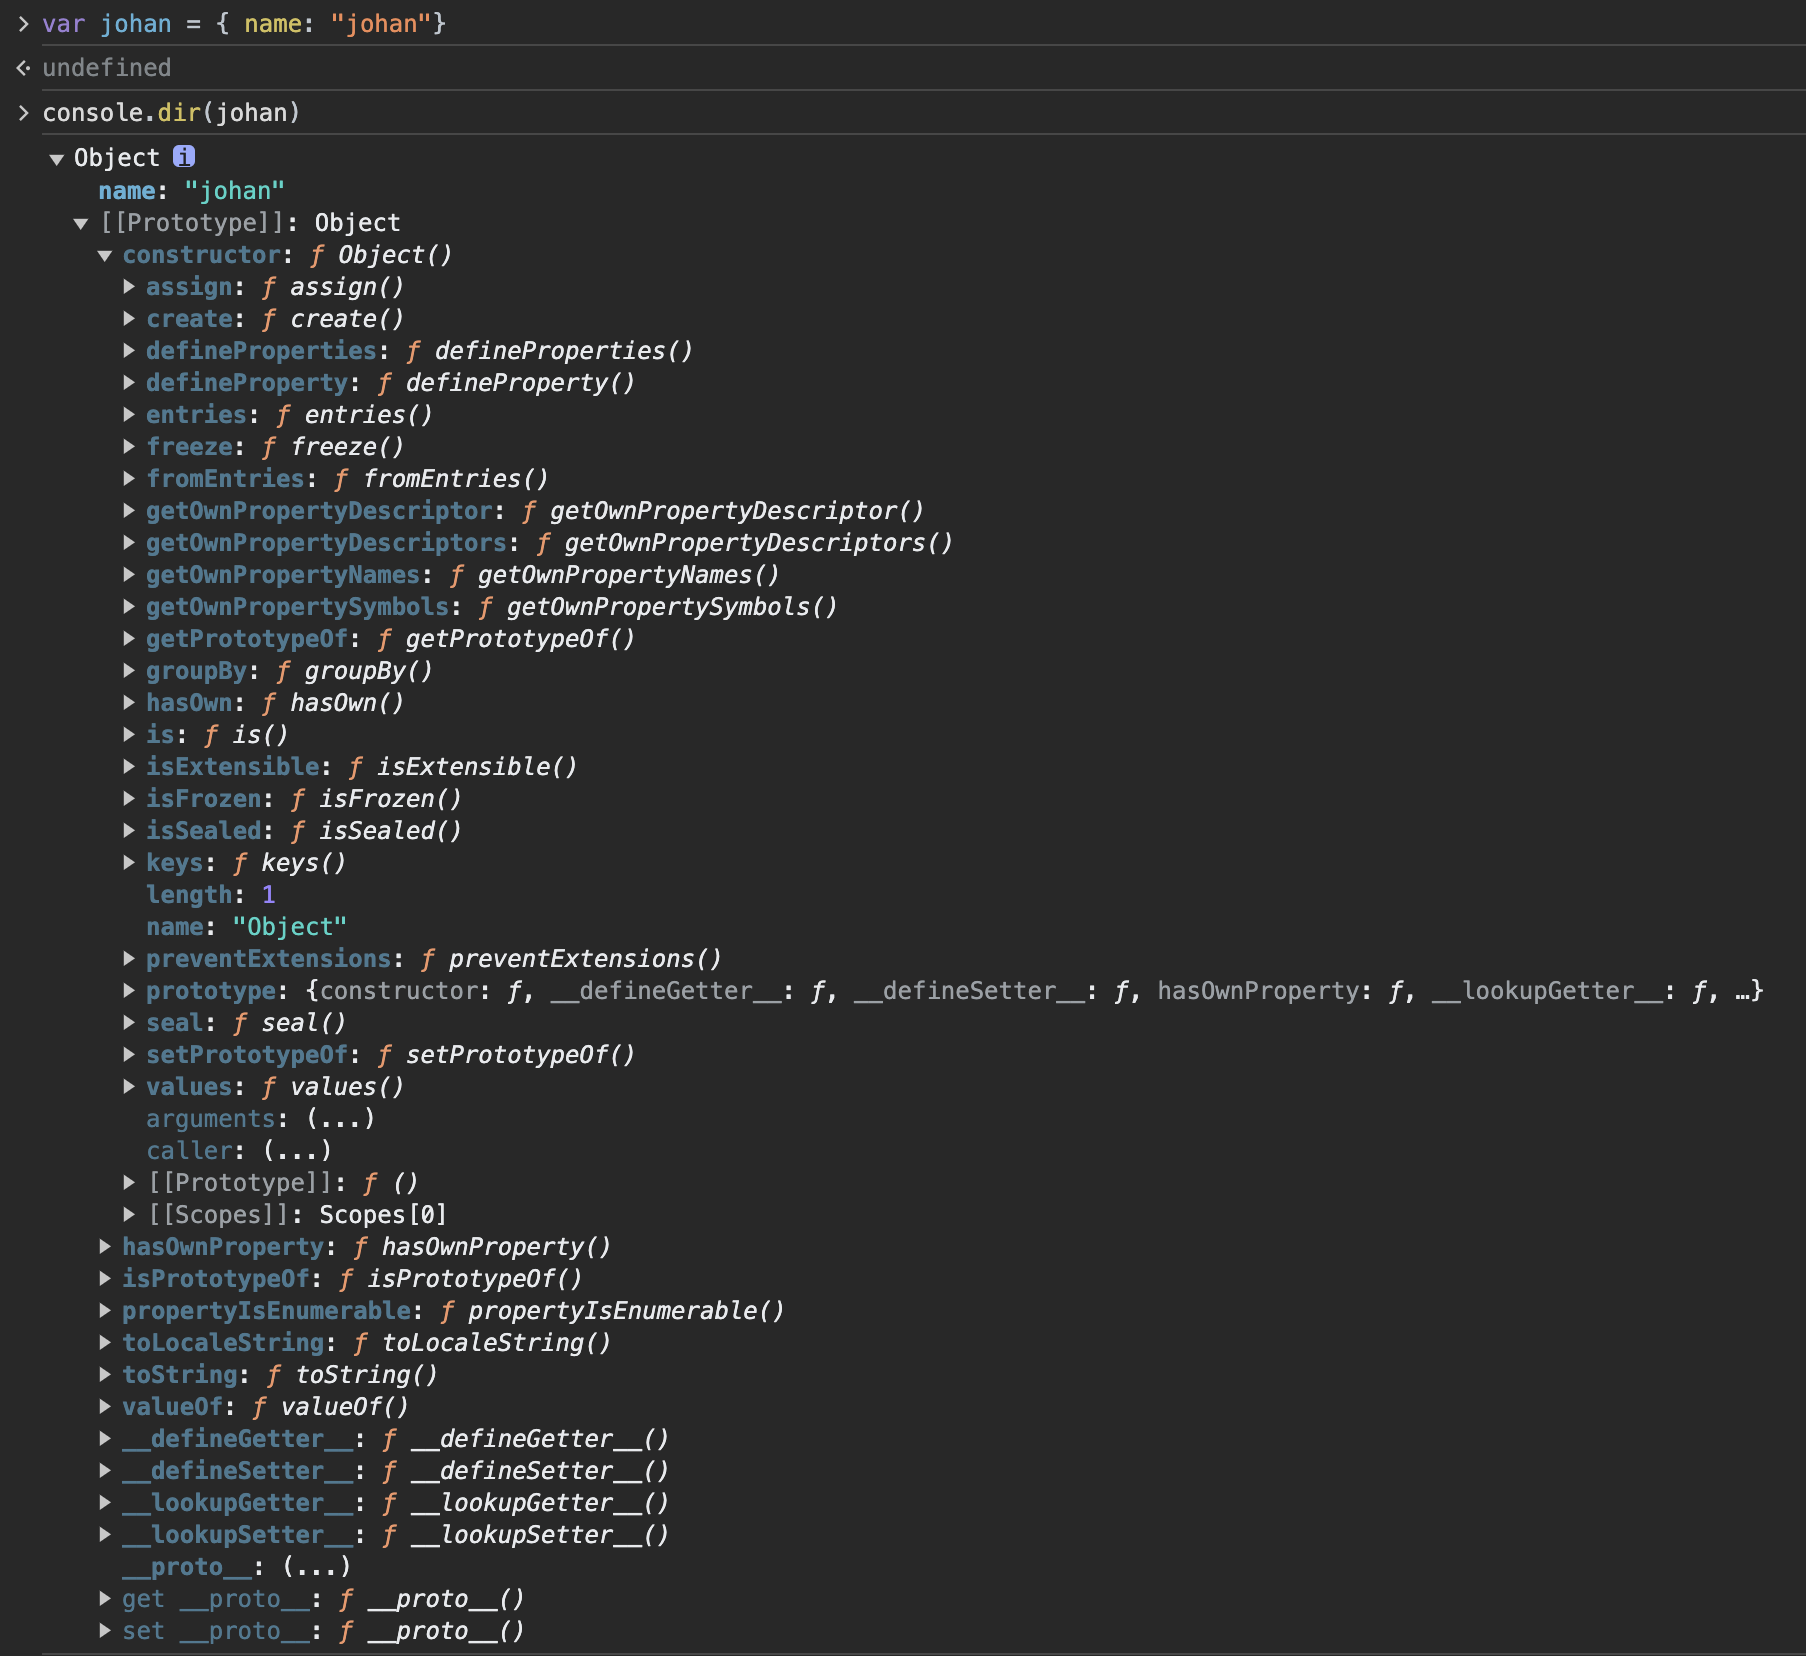 > var johan = { name: "johan"}
undefined
> console.dir(johan)
Object i
name: "johan"
[[Prototype]]: Object
constructor: ƒ Object()
assign: ƒ assign()
create: ƒ create()
defineProperties: ƒ defineProperties()
defineProperty: ƒ defineProperty()
entries: ƒ entries()
freeze: ƒ freeze()
fromEntries: ƒ fromEntries()
getOwnPropertyDescriptor: ƒ getOwnPropertyDescriptor()
getOwnPropertyDescriptors: ƒ getOwnPropertyDescriptors()
getOwnPropertyNames: ƒ getOwnPropertyNames()
getOwnPropertySymbols: ƒ getOwnPropertySymbols()
getPrototypeOf: ƒ getPrototypeOf()
groupBy: ƒ groupBy()
hasOwn: ƒ hasOwn()
is: ƒ is()
isExtensible: ƒ isExtensible()
isFrozen: ƒ isFrozen()
isSealed: ƒ isSealed()
keys: ƒ keys()
length: 1
name: "Object"
preventExtensions: ƒ preventExtensions()
prototype: {constructor: ƒ, __defineGetter__: ƒ, __defineSetter__: ƒ, hasOwnProperty: ƒ, __lookupGetter__: ƒ, …}
seal: ƒ seal()
setPrototypeOf: ƒ setPrototypeOf()
values: ƒ values()
arguments: (...)
caller: (...)
[[Prototype]]: ƒ ()
[[Scopes]]: Scopes[0]
hasOwnProperty: ƒ hasOwnProperty()
isPrototypeOf: ƒ isPrototypeOf()
propertyIsEnumerable: ƒ propertyIsEnumerable()
toLocaleString: ƒ toLocaleString()
toString: ƒ toString()
valueOf: ƒ valueOf()
__defineGetter__: ƒ __defineGetter__()
__defineSetter__: ƒ __defineSetter__()
__lookupGetter__: ƒ __lookupGetter__()
__lookupSetter__: ƒ __lookupSetter__()
__proto__: (...)
get __proto__: ƒ __proto__()
set __proto__: ƒ __proto__()